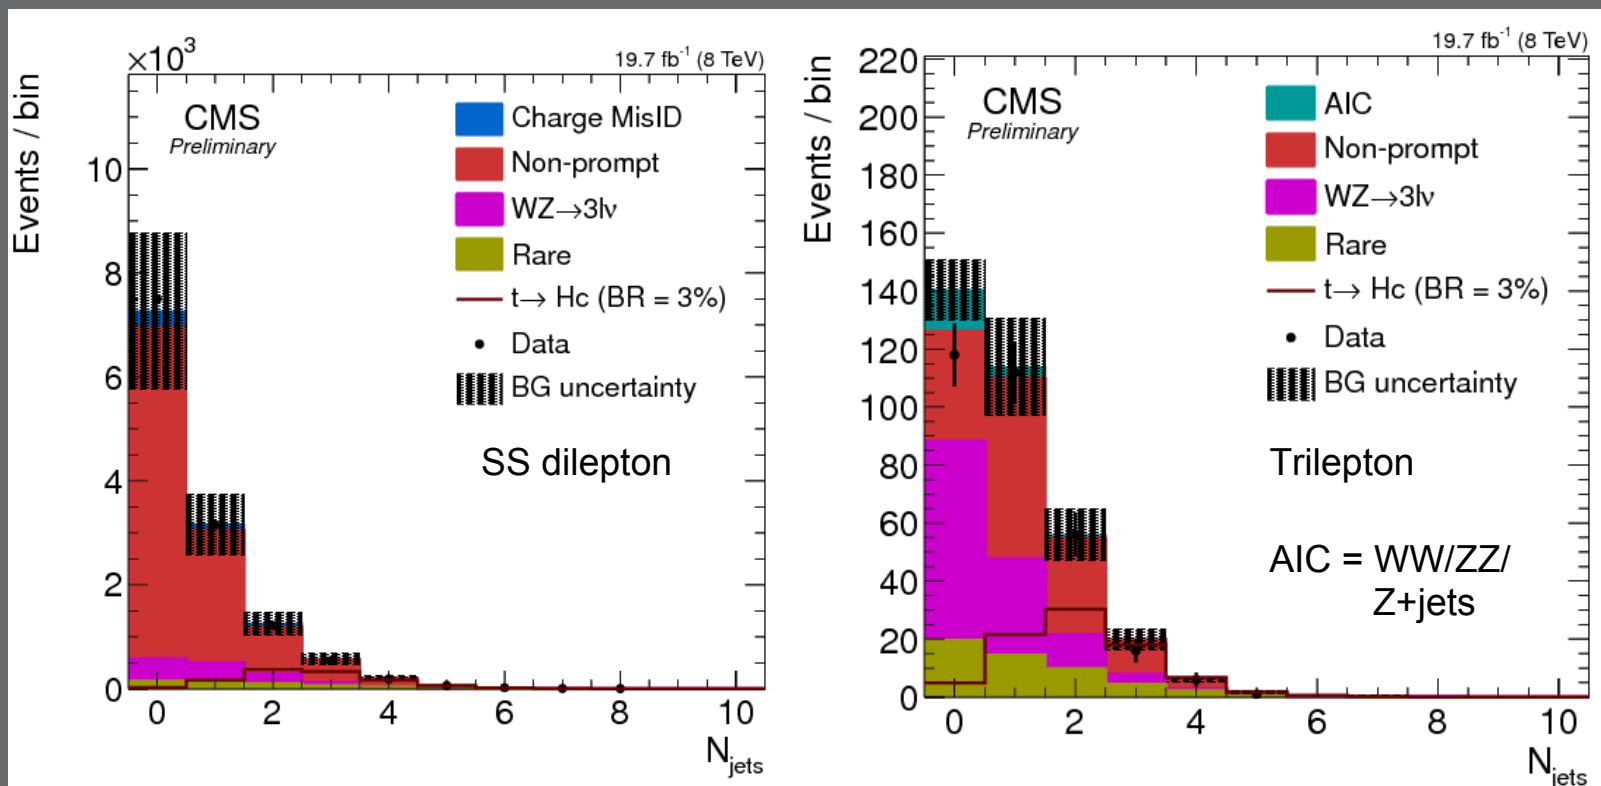 ×10³
19.7 fb⁻¹ (8 TeV)
Events / bin
CMS
Preliminary
Charge MisID
Non-prompt
WZ→3lν
Rare
t→ Hc (BR = 3%)
Data
BG uncertainty
SS dilepton
10
8
6
4
2
0
0 2 4 6 8 10
N_jets
19.7 fb⁻¹ (8 TeV)
Events / bin
CMS
Preliminary
AIC
Non-prompt
WZ→3lν
Rare
t→ Hc (BR = 3%)
Data
BG uncertainty
Trilepton
AIC = WW/ZZ/
Z+jets
220
200
180
160
140
120
100
80
60
40
20
0
0 2 4 6 8 10
N_jets